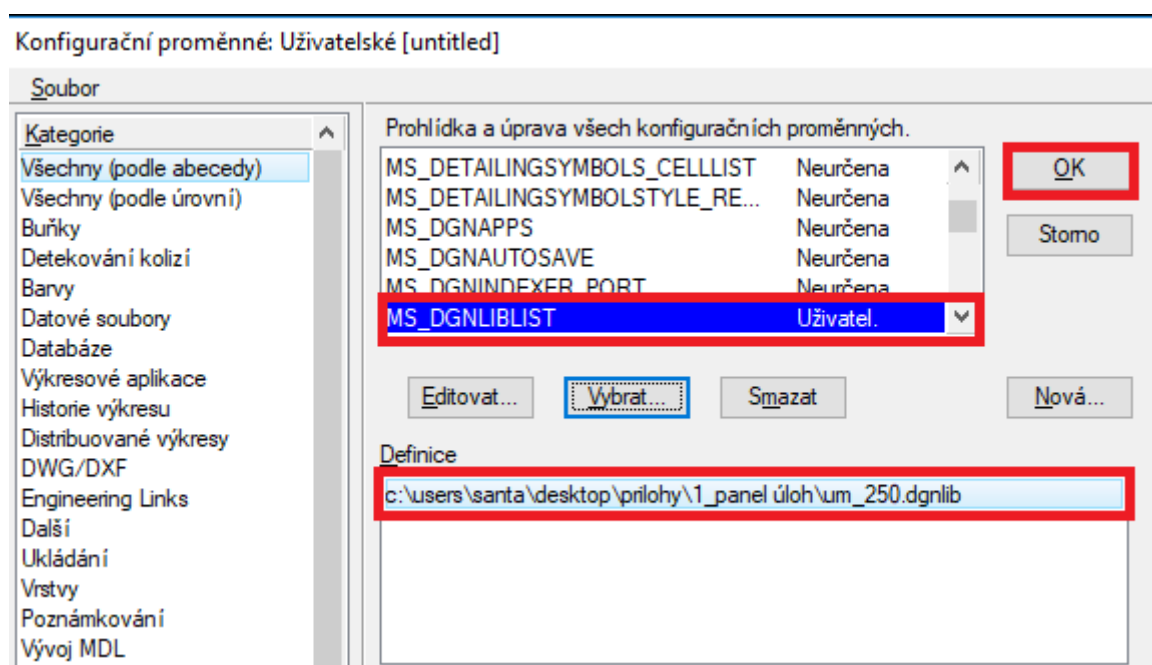 Konfigurační proměnné: Uživatelské [untitled]
Soubor
Kategorie
Všechny (podle abecedy)
Všechny (podle úrovní)
Buňky
Detekování kolizí
Barvy
Datové soubory
Databáze
Výkresové aplikace
Historie výkresu
Distribuované výkresy
DWG/DXF
Engineering Links
Další
Ukládání
Vrstvy
Poznámkování
Vývoj MDL
Prohlídka a úprava všech konfiguračních proměnných.
MS_DETAILINGSYMBOLS_CELLLIST Neurčena
MS_DETAILINGSYMBOLSTYLE_RE... Neurčena
MS_DGNAPPS Neurčena
MS_DGNAUTOSAVE Neurčena
MS_DGNINDEXER_PORT Neurčena
MS_DGNLIBLIST Uživatel.
OK
Storno
Editovat... Vybrat... Smazat Nová...
Definice
c:\users\santa\desktop\prilohy\1_panel úloh\um_250.dgnlib